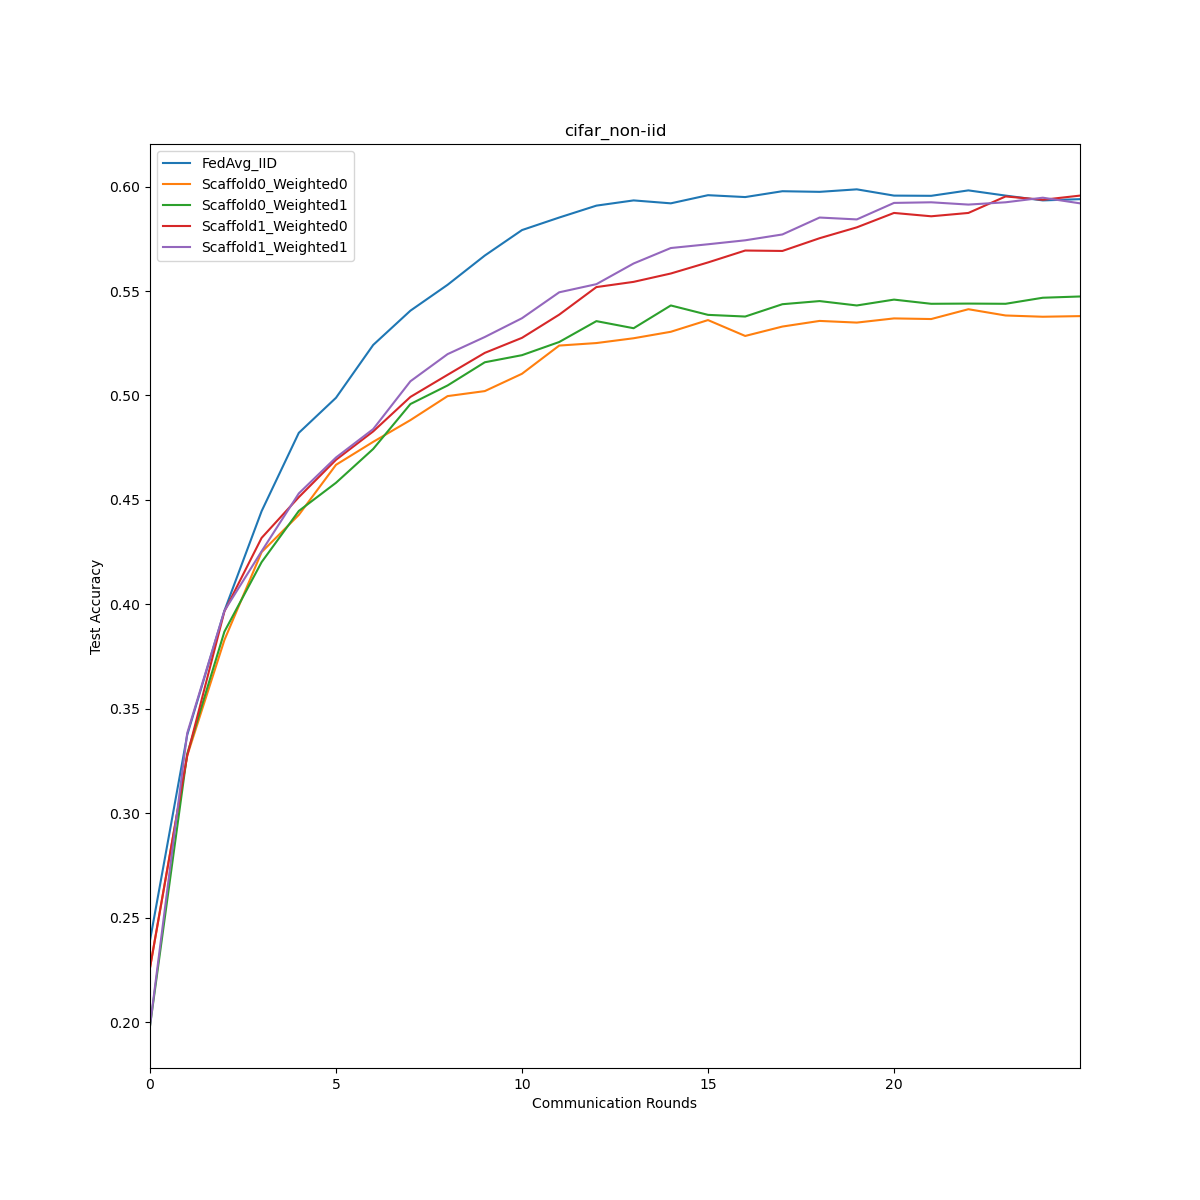 cifar_non-iid
FedAvg_IID
Scaffold0_Weighted0
Scaffold0_Weighted1
Scaffold1_Weighted0
Scaffold1_Weighted1
0.60
0.55
0.50
0.45
0.40
0.35
0.30
0.25
0.20
Test Accuracy
0 5 10 15 20
Communication Rounds